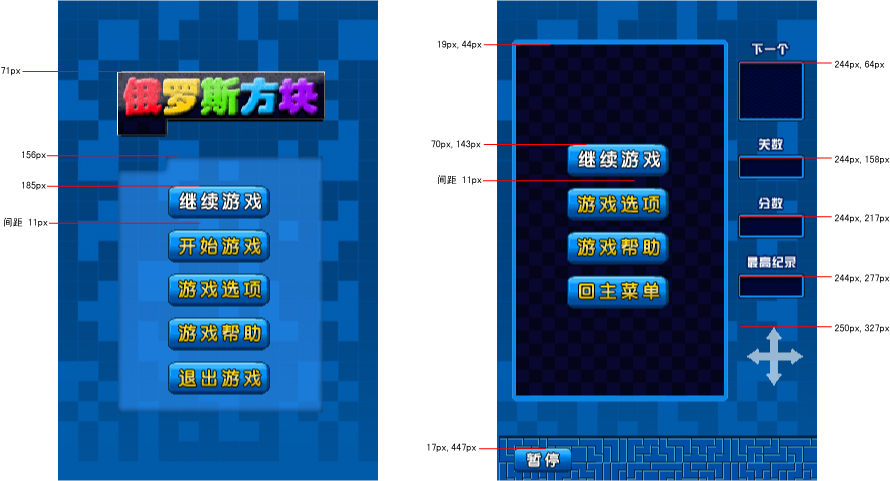 71px
俄罗斯方块
156px
185px
继续游戏
间距 11px
开始游戏
游戏选项
游戏帮助
退出游戏
19px, 44px
下一个
244px, 64px
70px, 143px
继续游戏
天数
244px, 158px
间距 11px
游戏选项
分数
244px, 217px
游戏帮助
最高纪录
244px, 277px
回主菜单
250px, 327px
17px, 447px
暂停